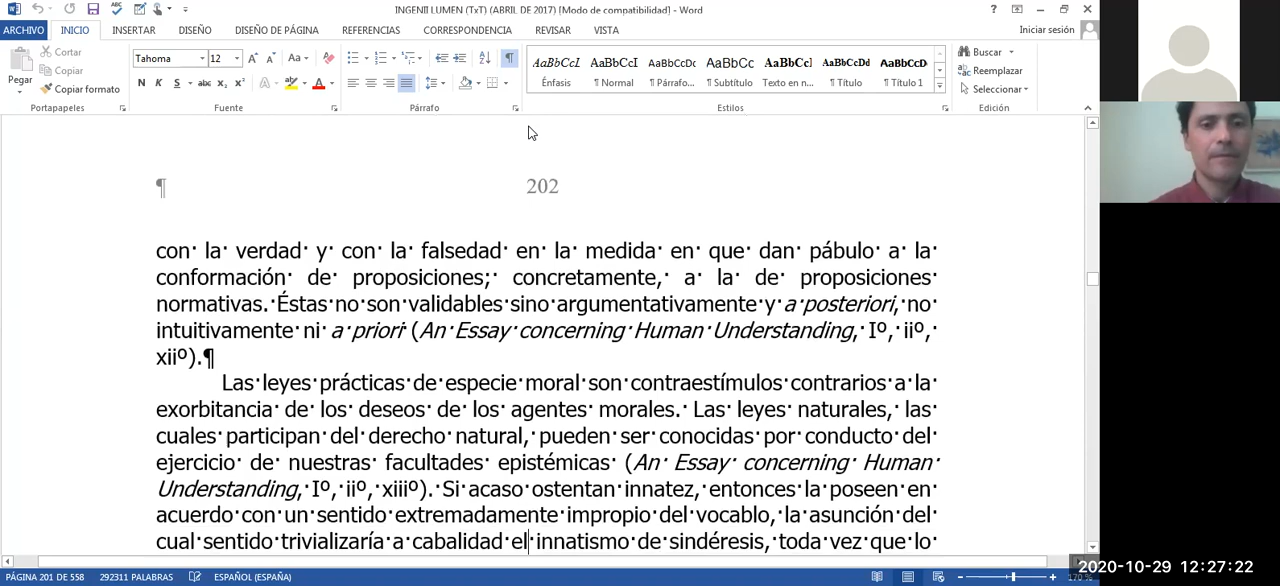 INGENII LUMEN (TxT) (ABRIL DE 2017) [Modo de compatibilidad] - Word
ARCHIVO INICIO INSERTAR DISEÑO DISEÑO DE PÁGINA REFERENCIAS CORRESPONDENCIA REVISAR VISTA Iniciar sesión
Pegar
Cortar
Copiar
Copiar formato
Portapapeles
Tahoma 12
N K S abc x₂ x²
Fuente
Párrafo
AaBbCcI AaBbCcI AaBbCcDc AaBbCc AaBbCc] AaBbCcDd AaBbCcDc
Énfasis ¶ Normal ¶ Párrafo... ¶ Subtítulo Texto en n... ¶ Título ¶ Título 1
Estilos
Buscar
Reemplazar
Seleccionar
Edición
¶ 202
con la verdad y con la falsedad en la medida en que dan pábulo a la
conformación de proposiciones; concretamente, a la de proposiciones
normativas. Éstas no son validables sino argumentativamente y a posteriori, no
intuitivamente ni a priori (An Essay concerning Human Understanding, Iº, iiº,
xiiº).¶
Las leyes prácticas de especie moral son contraestímulos contrarios a la
exorbitancia de los deseos de los agentes morales. Las leyes naturales, las
cuales participan del derecho natural, pueden ser conocidas por conducto del
ejercicio de nuestras facultades epistémicas (An Essay concerning Human
Understanding, Iº, iiº, xiiiº). Si acaso ostentan innatez, entonces la poseen en
acuerdo con un sentido extremadamente impropio del vocablo, la asunción del
cual sentido trivializaría a cabalidad el innatismo de sindéresis, toda vez que lo
PÁGINA 201 DE 558 292311 PALABRAS ESPAÑOL (ESPAÑA) 170 %
2020-10-29 12:27:22